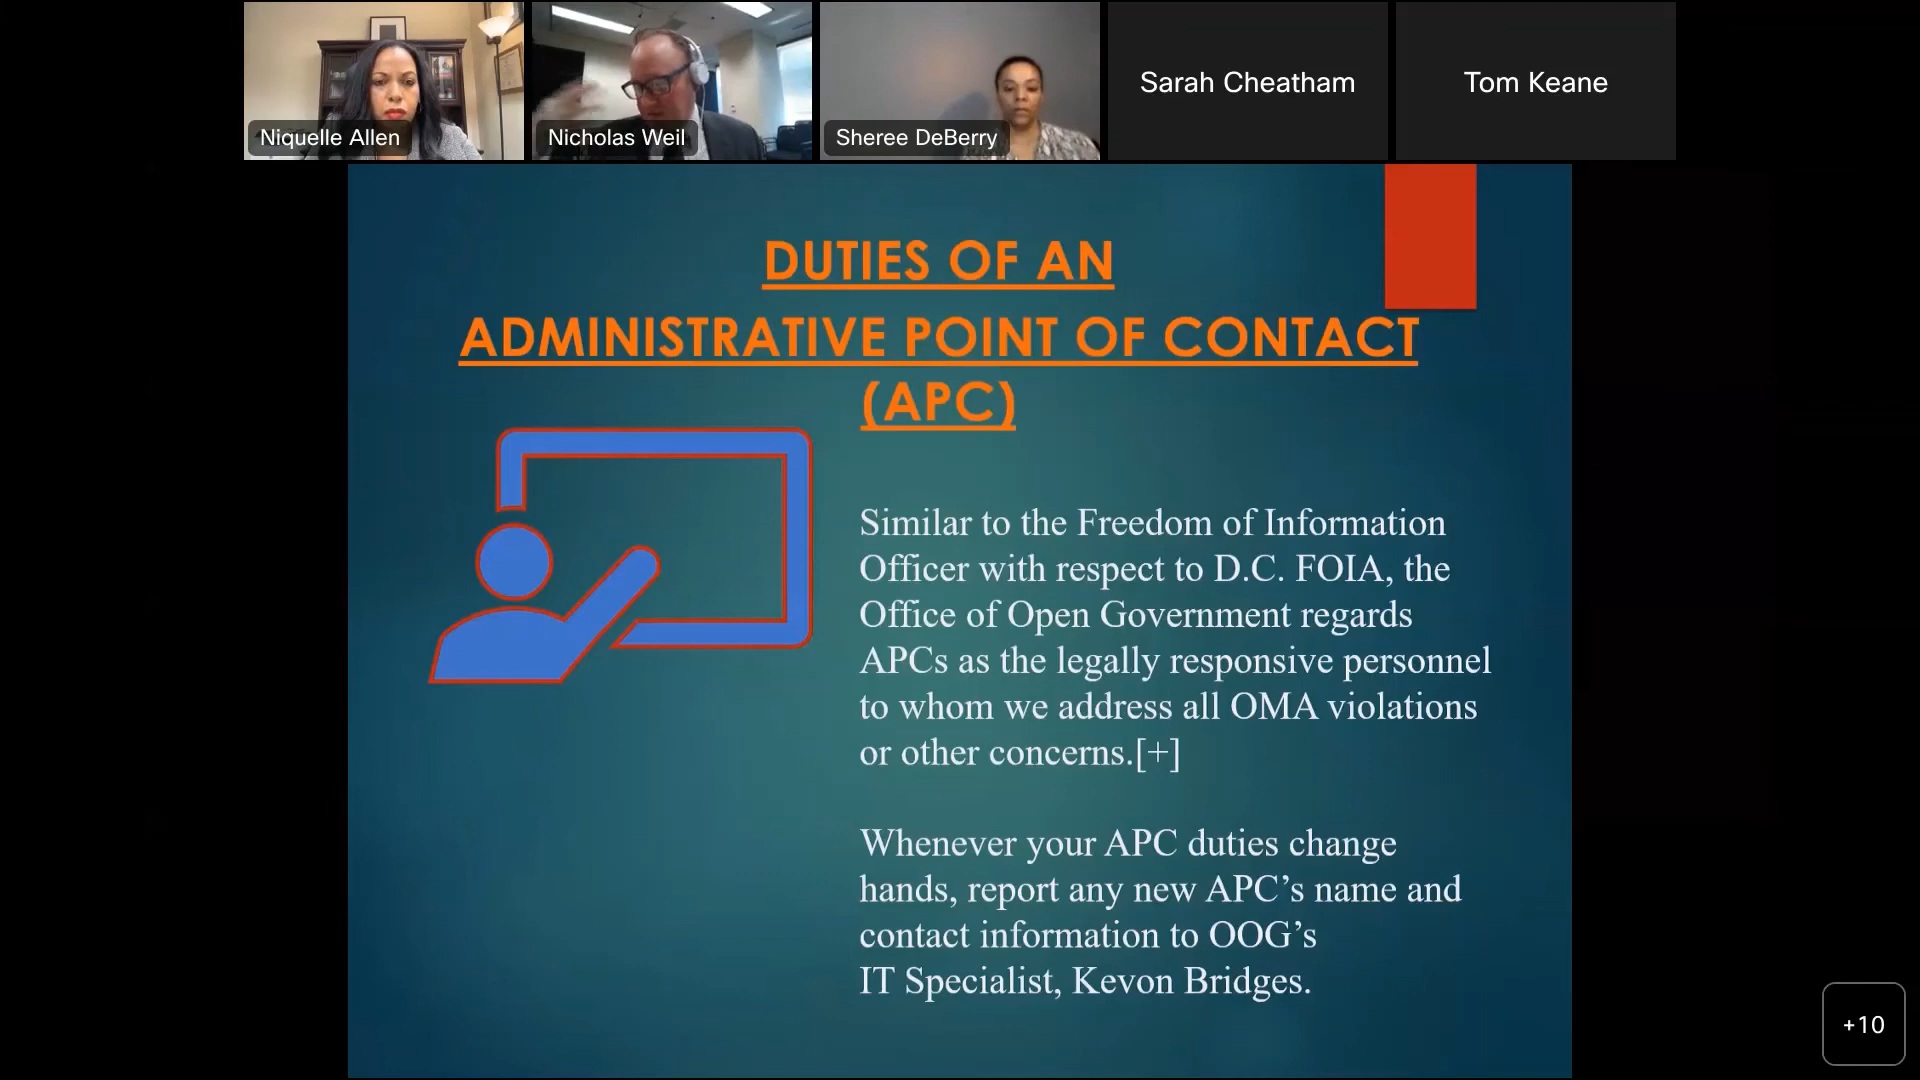 Niquelle Allen
Nicholas Weil
Sheree DeBerry
Sarah Cheatham
Tom Keane
DUTIES OF AN
ADMINISTRATIVE POINT OF CONTACT
(APC)
Similar to the Freedom of Information
Officer with respect to D.C. FOIA, the
Office of Open Government regards
APCs as the legally responsive personnel
to whom we address all OMA violations
or other concerns.[+]
Whenever your APC duties change
hands, report any new APC’s name and
contact information to OOG’s
IT Specialist, Kevon Bridges.
+10